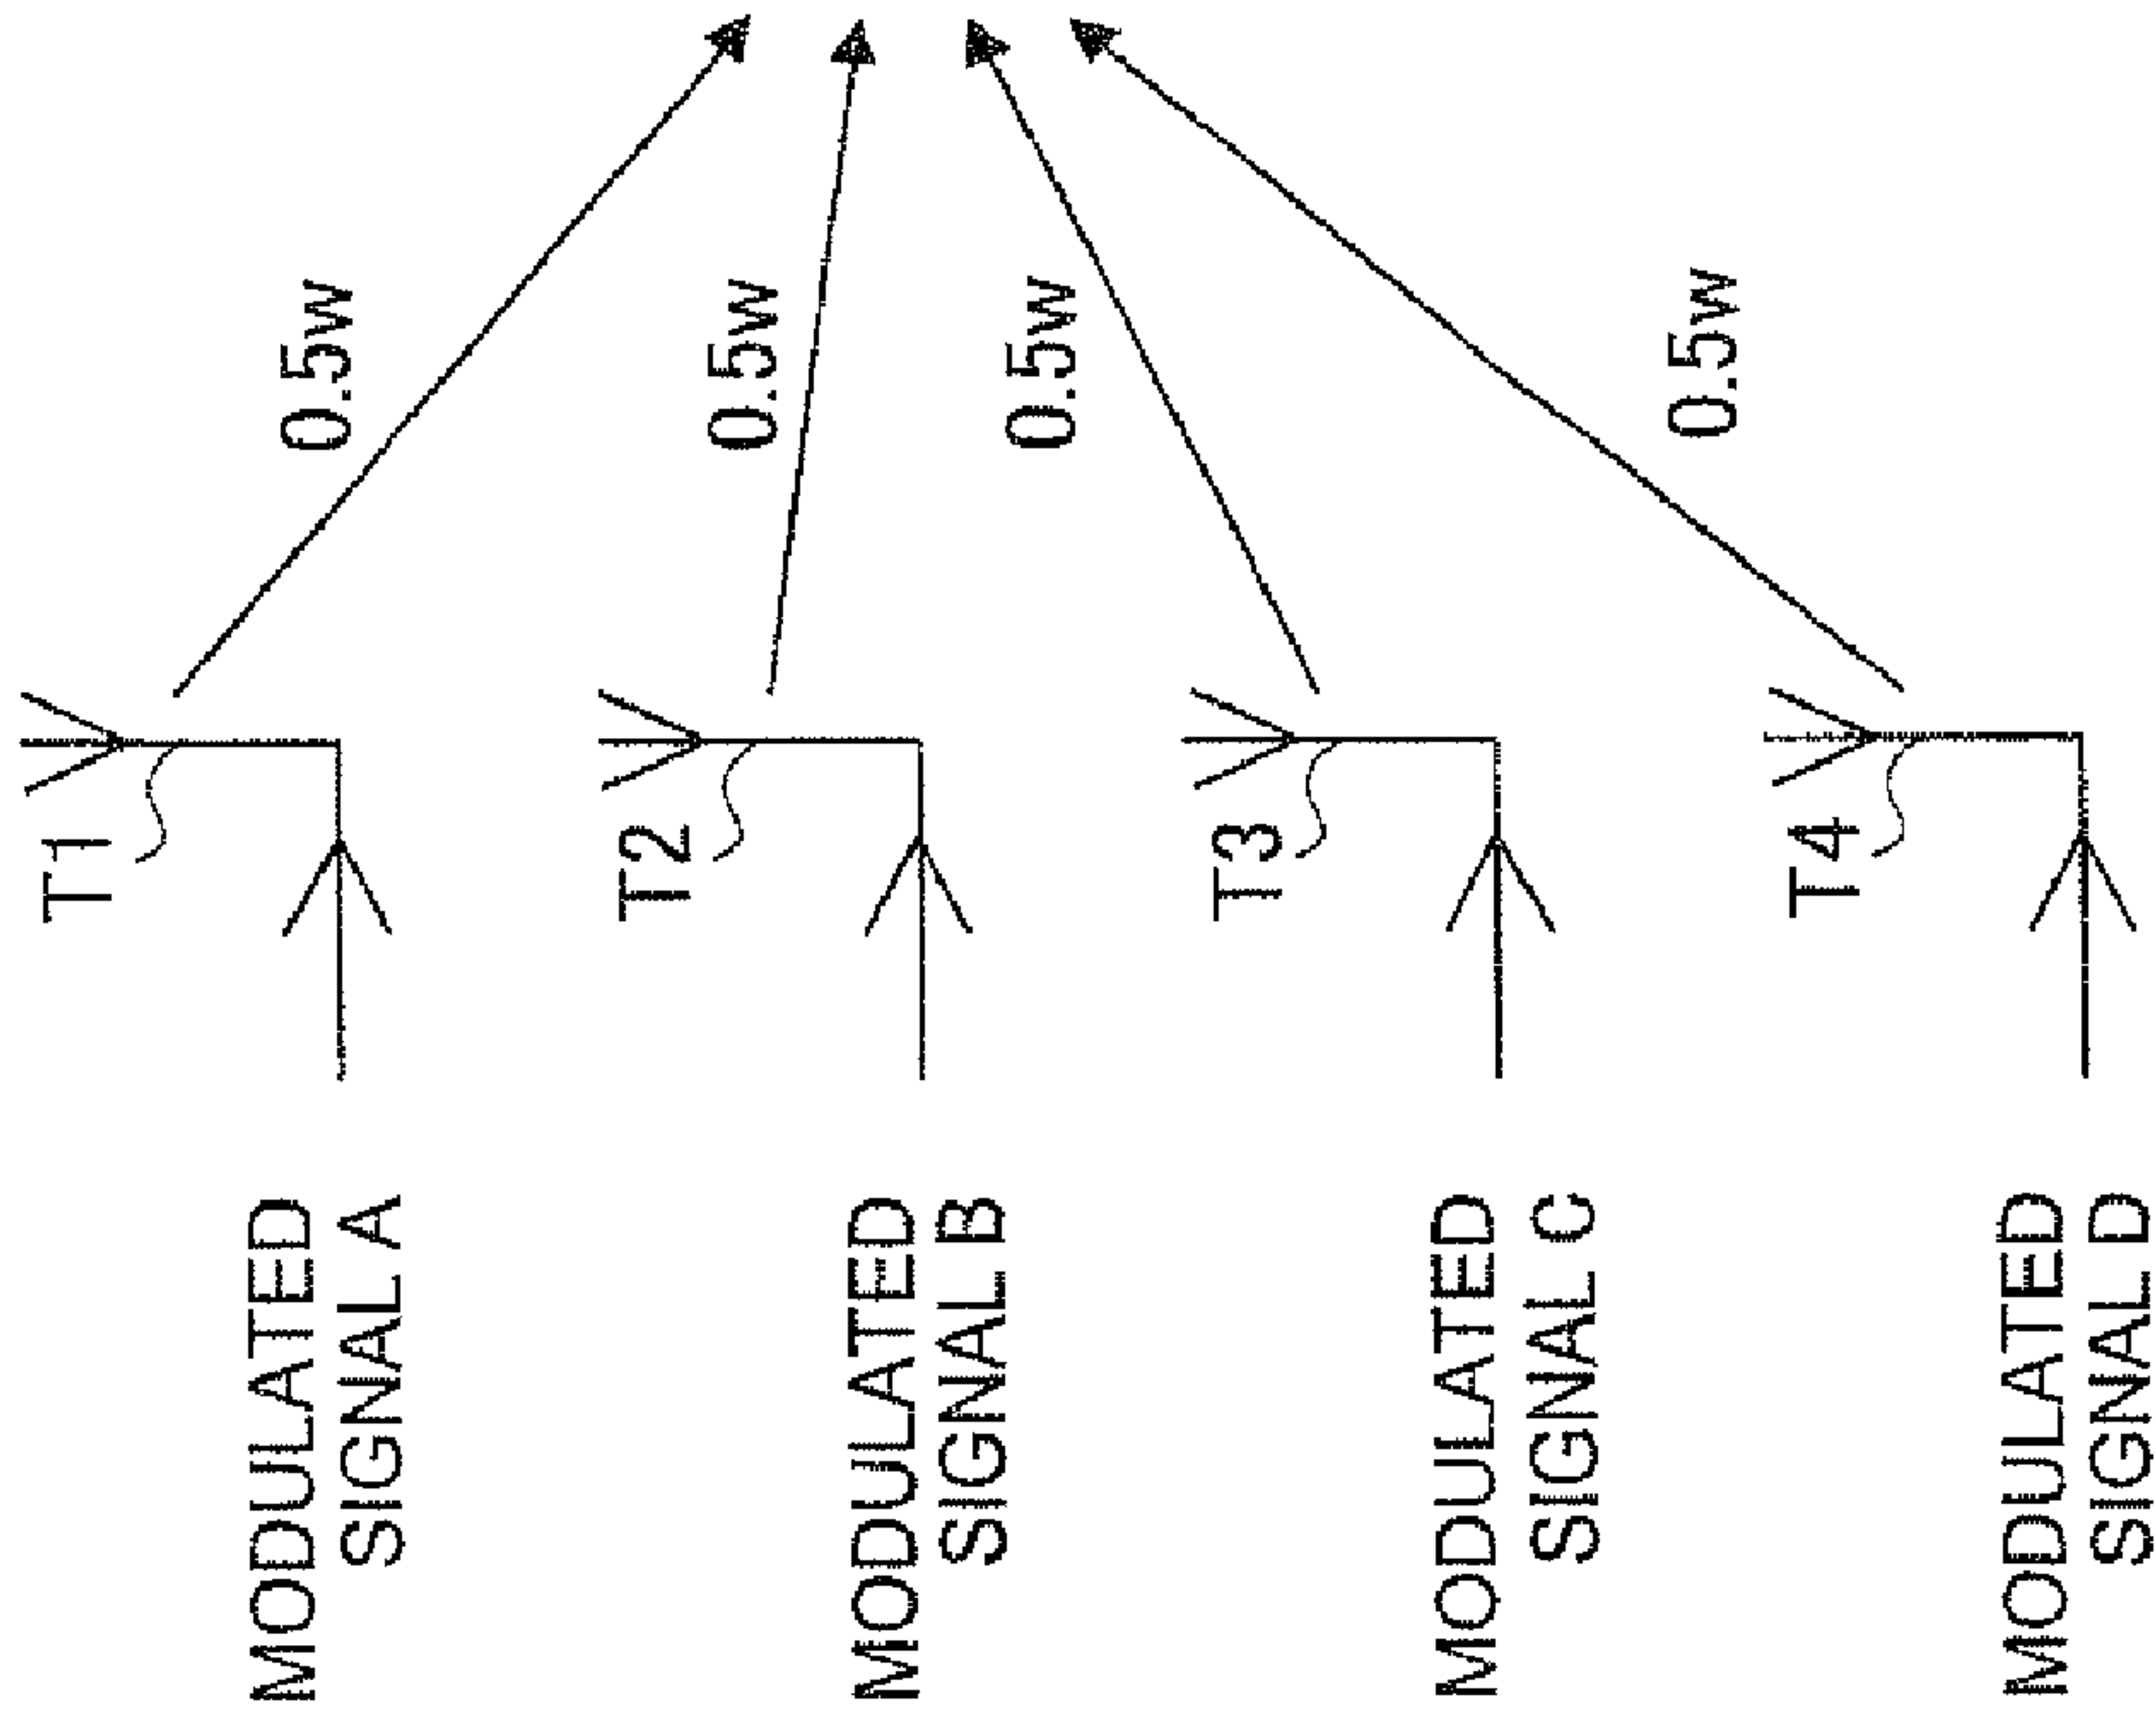 MODULATED
SIGNAL A
T1
0.5w
MODULATED
SIGNAL B
T2
0.5w
MODULATED
SIGNAL C
T3
0.5w
MODULATED
SIGNAL D
T4
0.5w